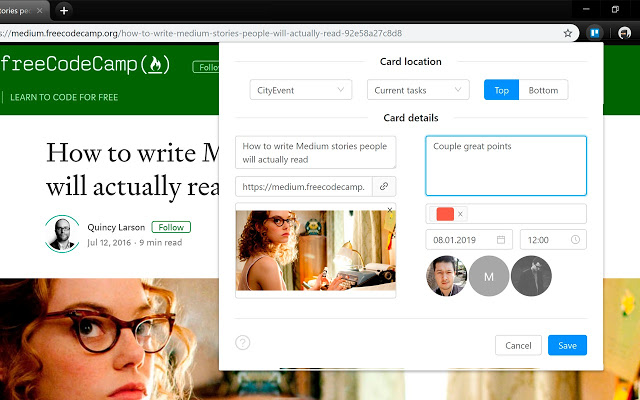 tories pe
s://medium.freecodecamp.org/how-to-write-medium-stories-people-will-actually-read-92e58a27c8d8
freeCodeCamp(
Follo
LEARN TO CODE FOR FREE
How to write M
will actually rea
Quincy Larson Follow
Jul 12, 2016 · 9 min read
Card location
CityEvent Current tasks Top Bottom
Card details
How to write Medium stories people
will actually read
Couple great points
https://medium.freecodecamp.
08.01.2019 12:00
M
Cancel Save